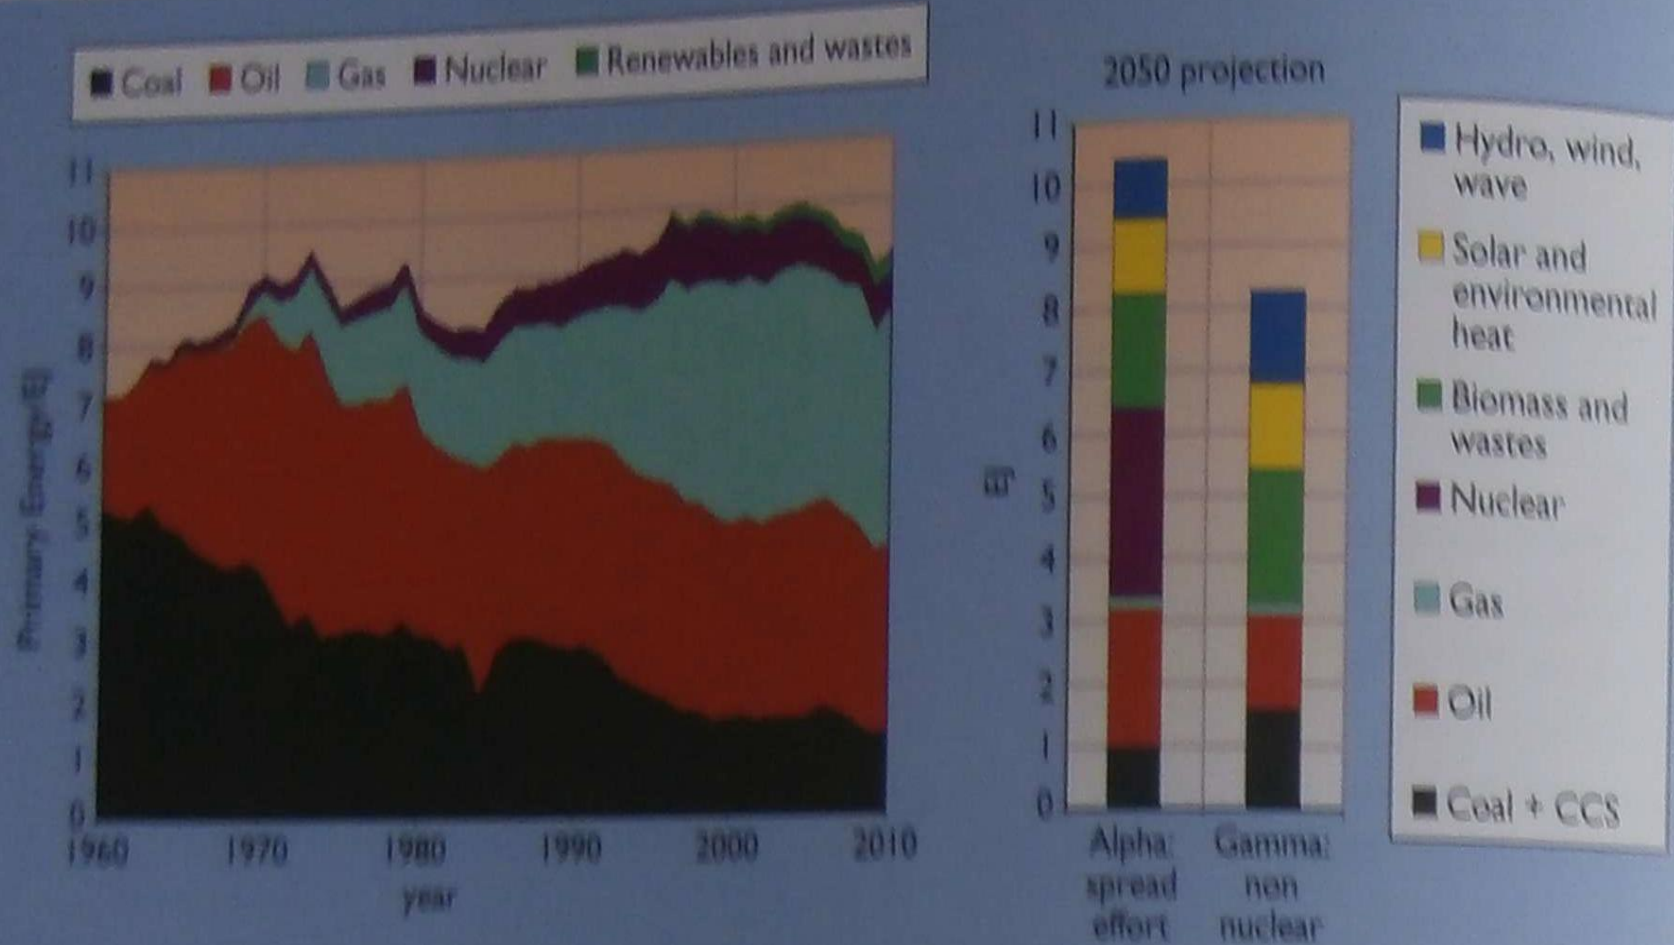 Coal Oil Gas Nuclear Renewables and wastes
11
10
9
8
7
6
5
4
3
2
1
0
Primary Energy/EJ
1960 1970 1980 1990 2000 2010
year
2050 projection
11
10
9
8
7
6
5
4
3
2
1
0
EJ
Alpha: spread effort
Gamma: non nuclear
Hydro, wind,
wave
Solar and
environmental
heat
Biomass and
wastes
Nuclear
Gas
Oil
Coal + CCS